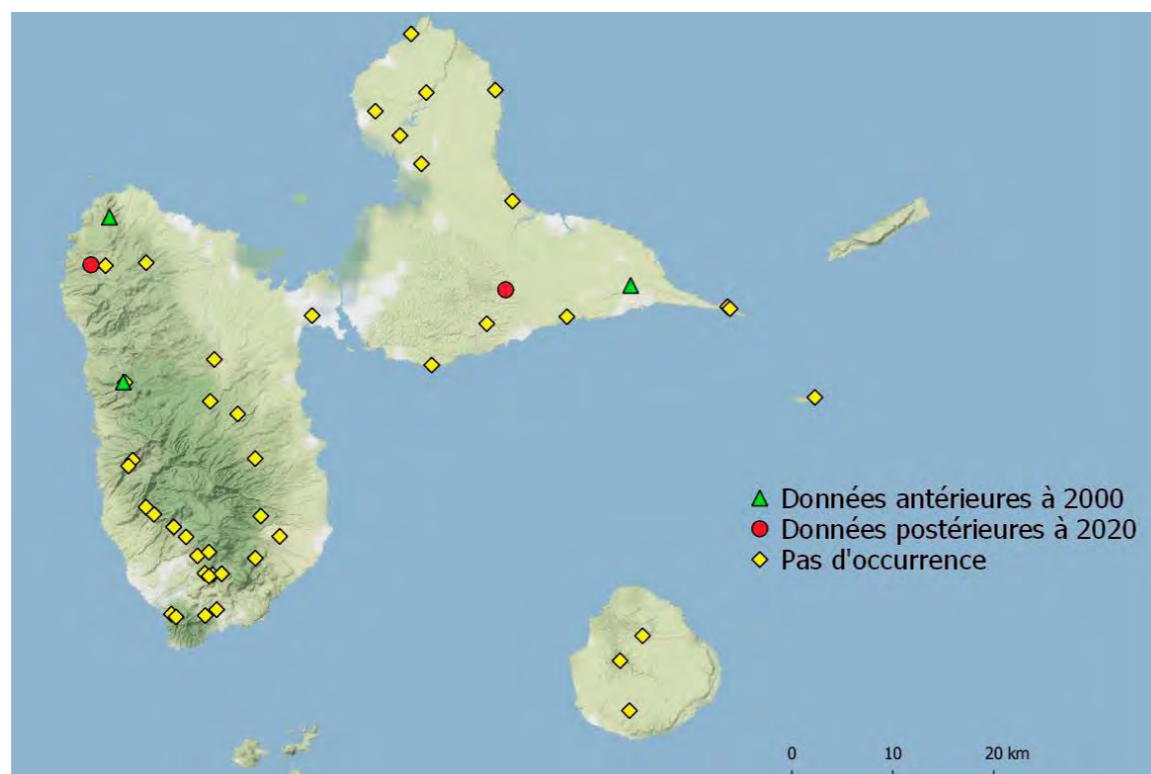 Données antérieures à 2000
Données postérieures à 2020
Pas d'occurrence
0 10 20 km